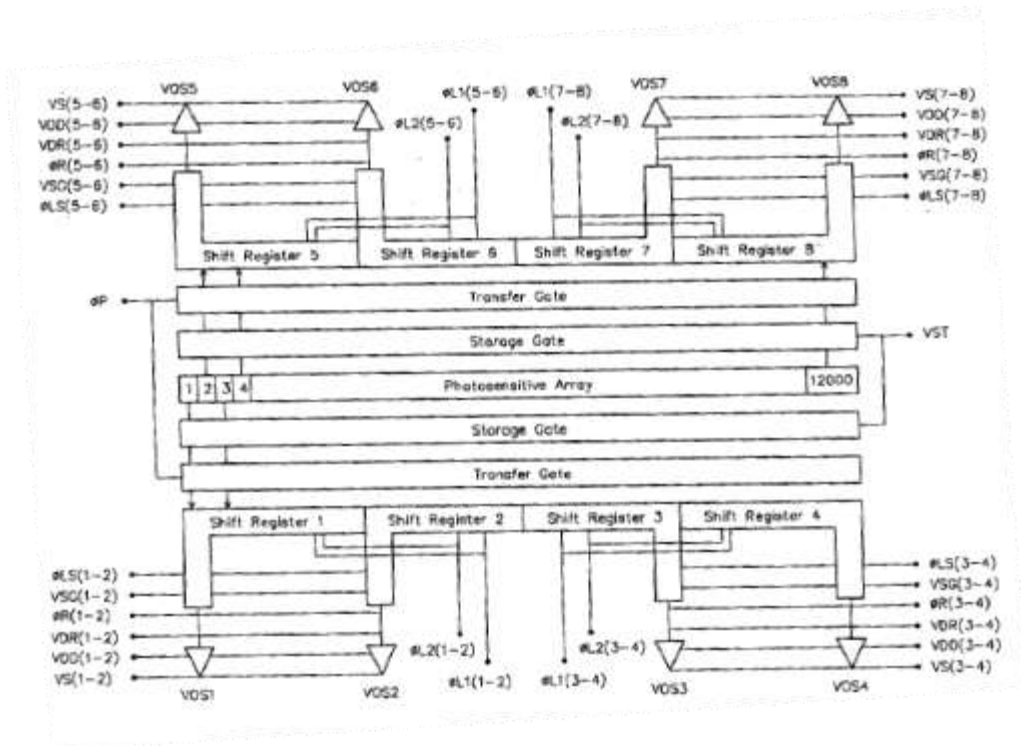 VOS5 VOS6 øL1(5-6) øL1(7-8) VOS7 VOS8
VS(5-6) VS(7-8)
VDD(5-6) øL2(5-6) øL2(7-8) VDD(7-8)
VDR(5-6) VDR(7-8)
øR(5-6) øR(7-8)
VSG(5-6) VSG(7-8)
øLS(5-6) øLS(7-8)
Shift Register 5 Shift Register 6 Shift Register 7 Shift Register 8
øP Transfer Gate
Storage Gate VST
1 2 3 4 Photosensitive Array 12000
Storage Gate
Transfer Gate
Shift Register 1 Shift Register 2 Shift Register 3 Shift Register 4
øLS(1-2) øLS(3-4)
VSG(1-2) VSG(3-4)
øR(1-2) øR(3-4)
VDR(1-2) VDR(3-4)
VDD(1-2) øL2(1-2) øL2(3-4) VDD(3-4)
VS(1-2) øL1(1-2) øL1(3-4) VS(3-4)
VOS1 VOS2 VOS3 VOS4